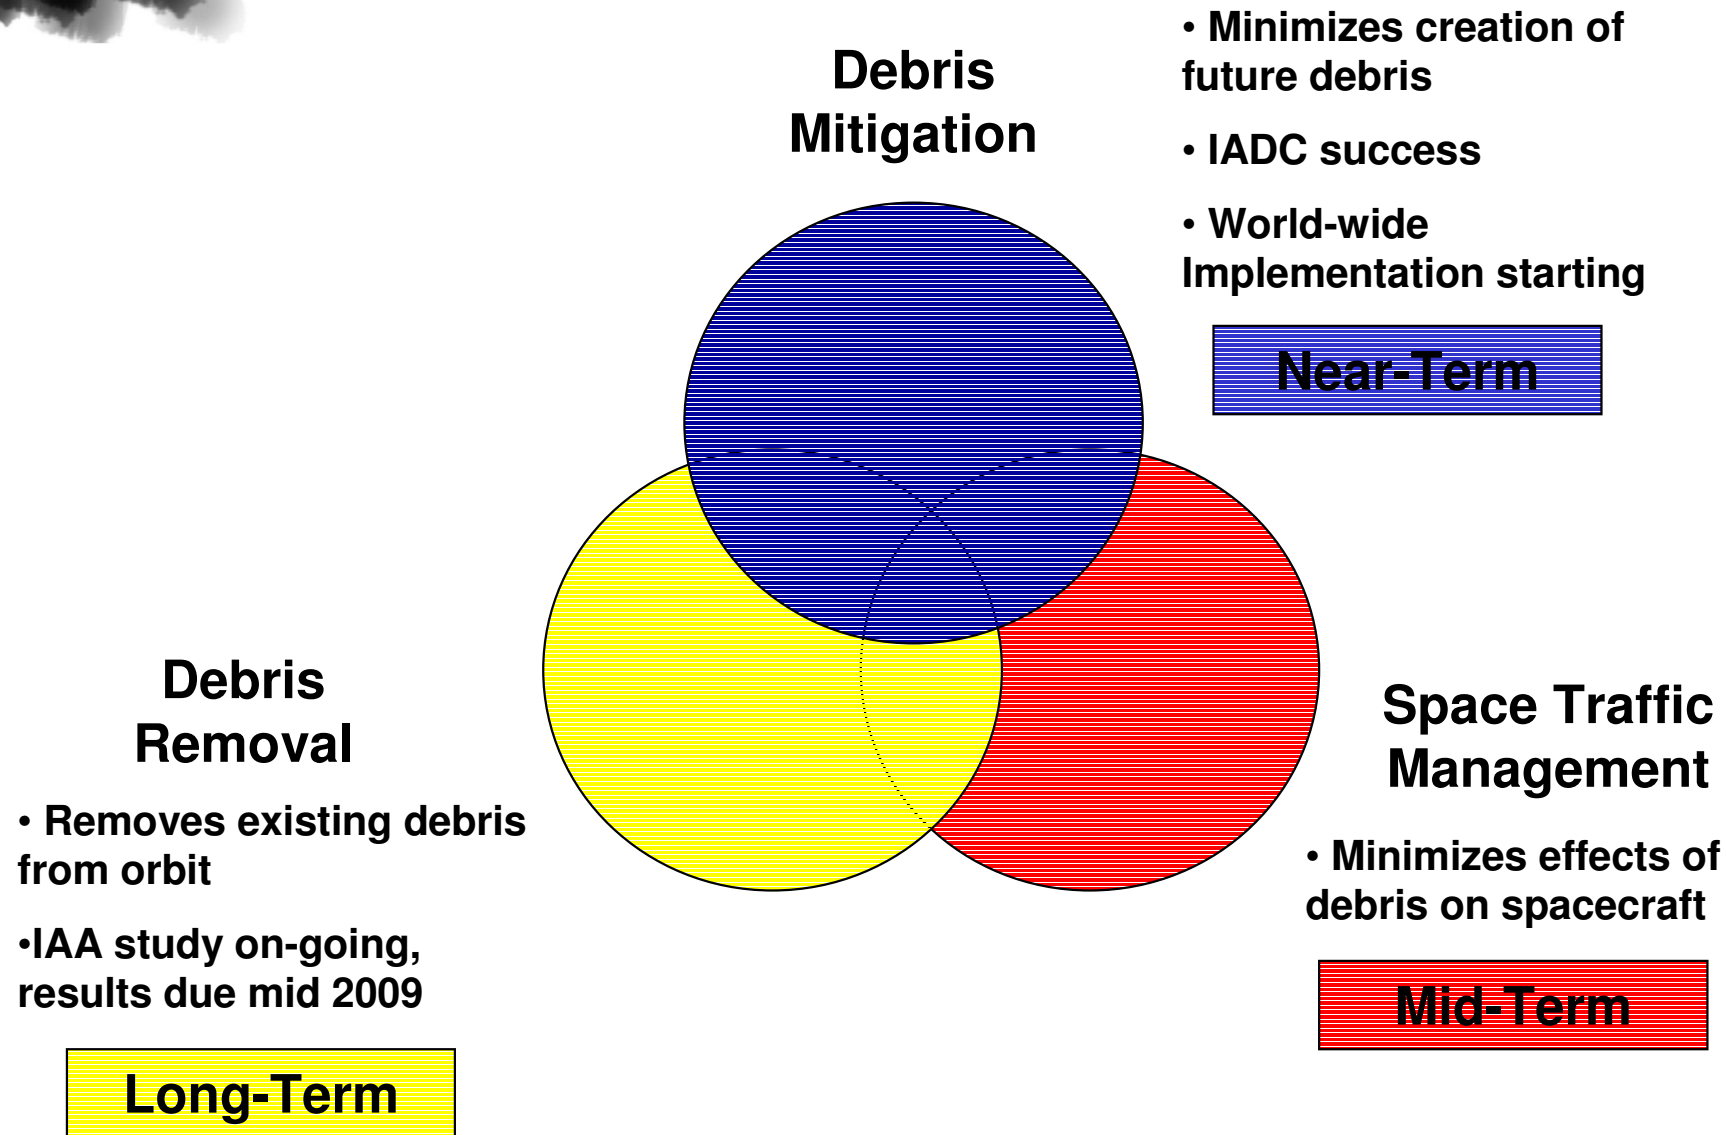 Debris
Mitigation
• Minimizes creation of
future debris
• IADC success
• World-wide
Implementation starting
Near-Term
Debris
Removal
• Removes existing debris
from orbit
•IAA study on-going,
results due mid 2009
Long-Term
Space Traffic
Management
• Minimizes effects of
debris on spacecraft
Mid-Term